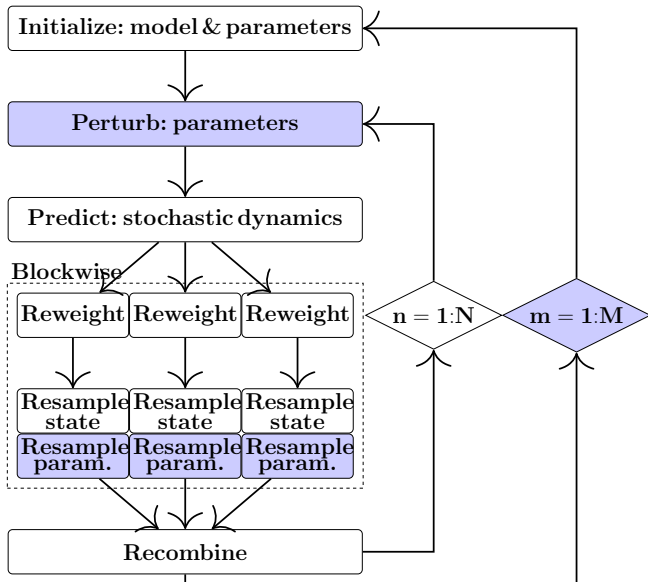 Initialize: model & parameters
Perturb: parameters
Predict: stochastic dynamics
Blockwise
Reweight Reweight Reweight
n = 1:N
m = 1:M
Resample Resample Resample
state state state
Resample Resample Resample
param. param. param.
Recombine